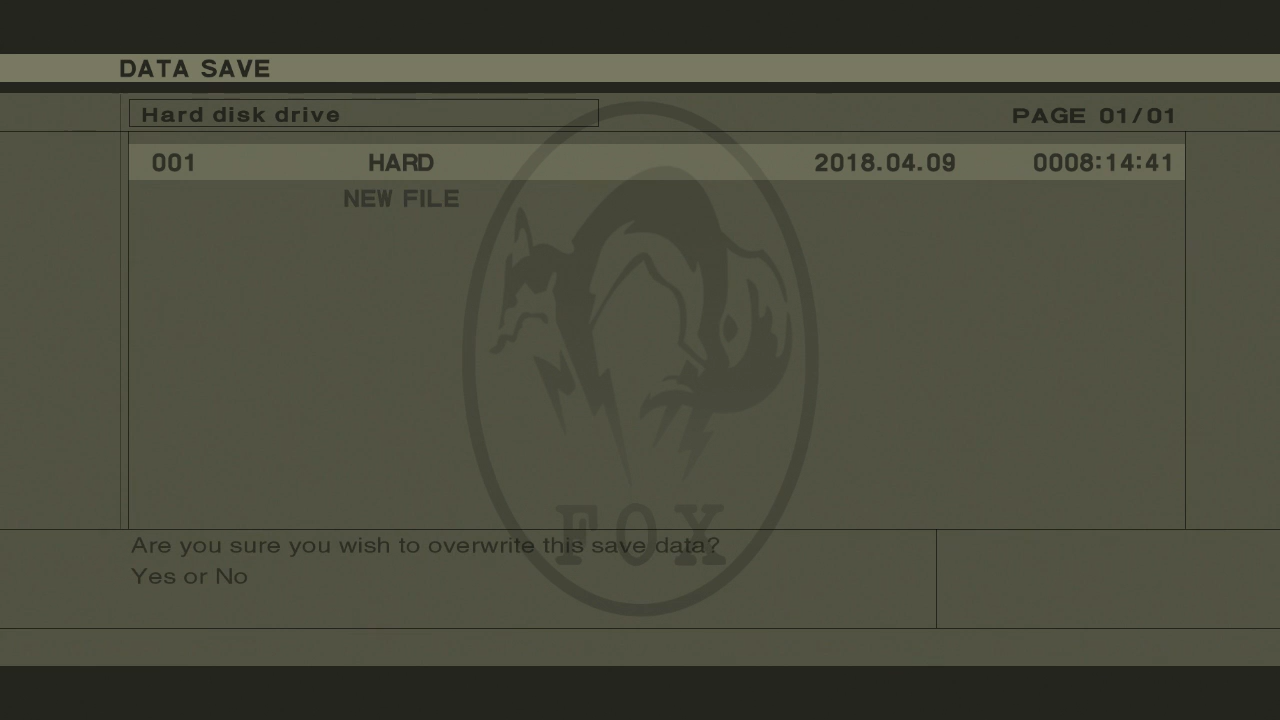 DATA SAVE
Hard disk drive PAGE 01/01
001 HARD 2018.04.09 0008:14:41
NEW FILE
FOX
Are you sure you wish to overwrite this save data?
Yes or No